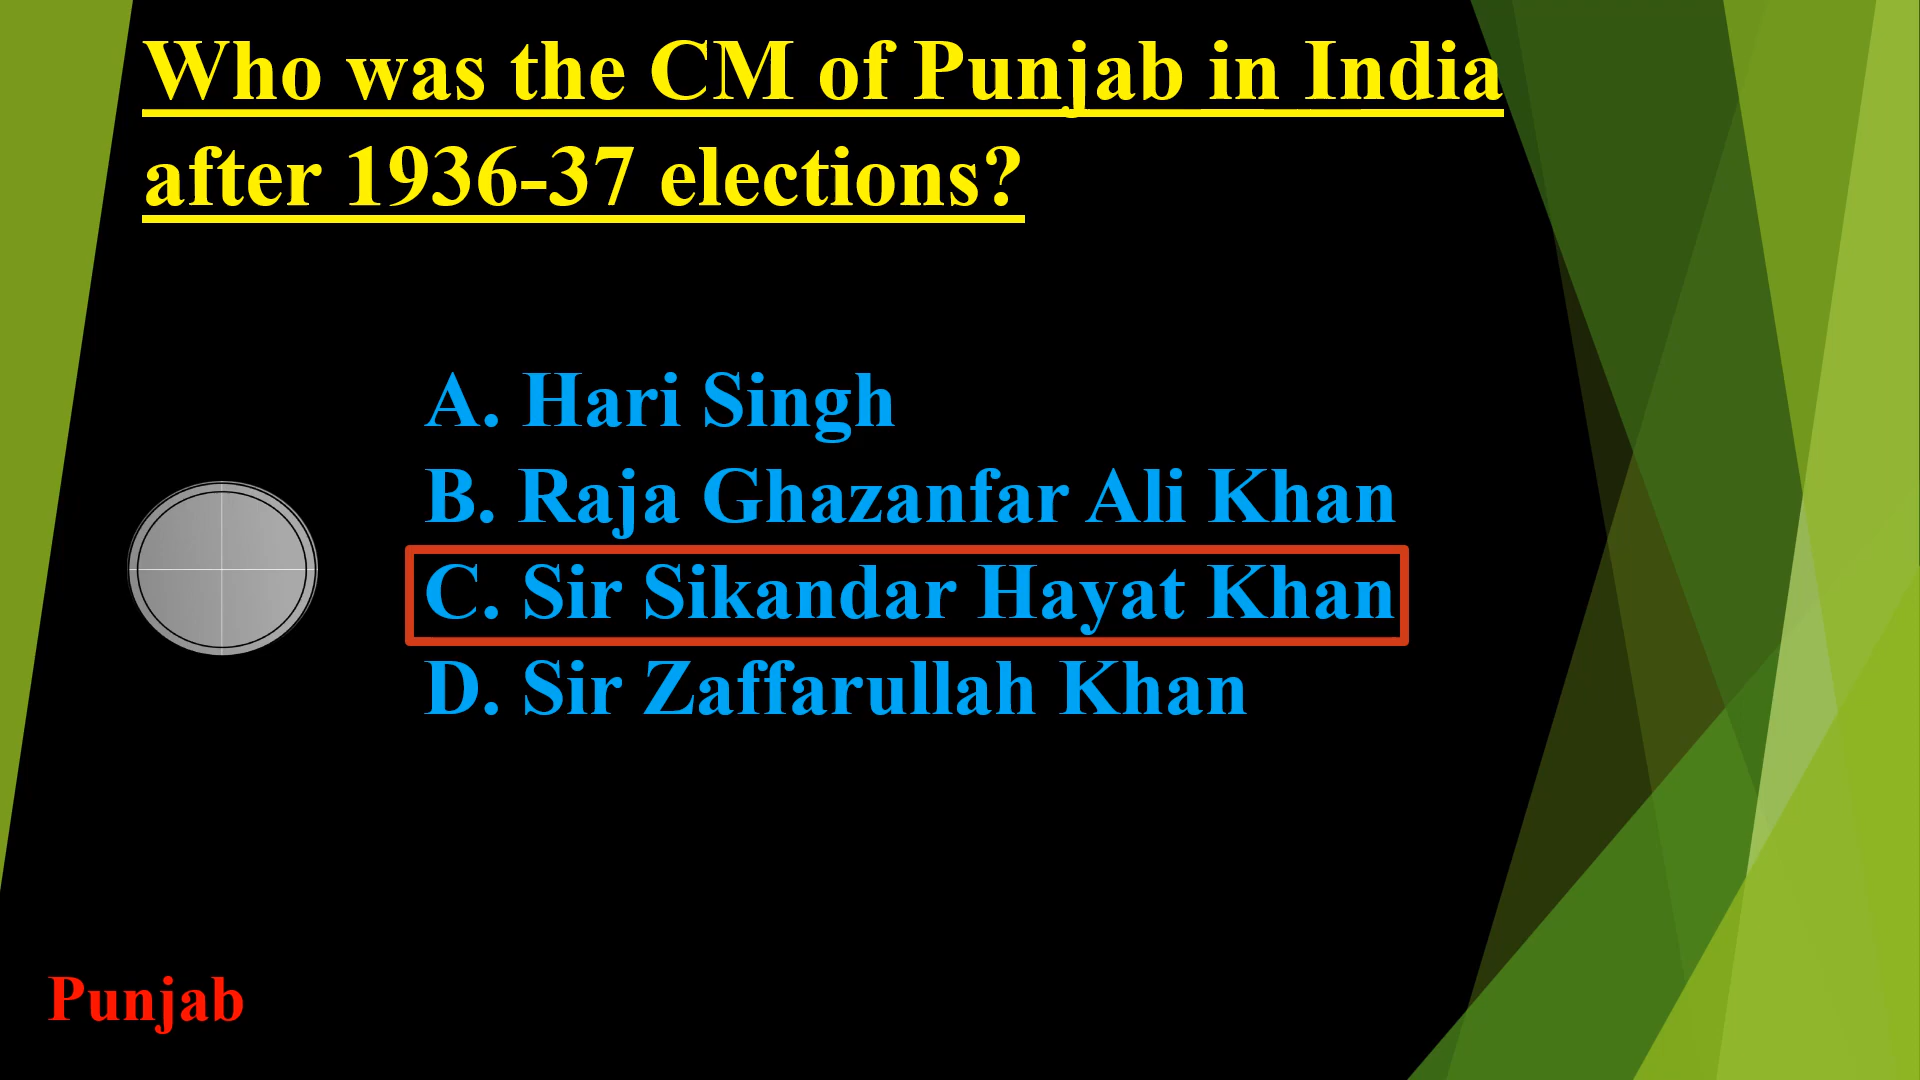 Who was the CM of Punjab in India
after 1936-37 elections?
A. Hari Singh
B. Raja Ghazanfar Ali Khan
C. Sir Sikandar Hayat Khan
D. Sir Zaffarullah Khan
Punjab